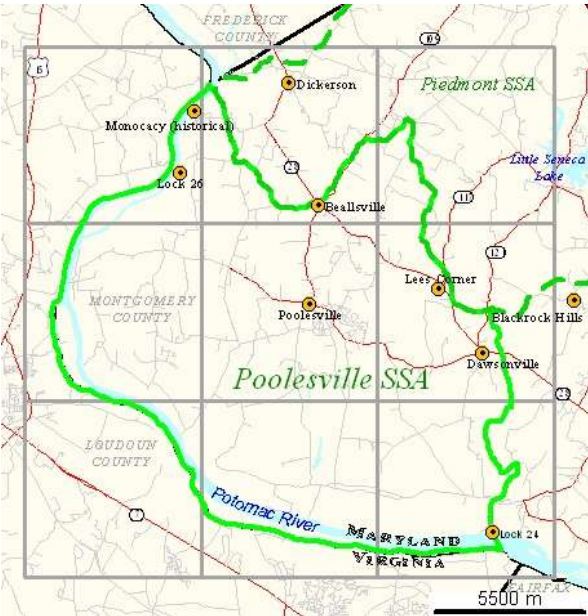 FREDERICK
COUNTY
6
109
Dickerson
Piedmont SSA
Monocacy (historical)
Little Seneca
Lake
28
Lock 26
117
Beallsville
121
Lees Corner
MONTGOMERY
COUNTY
Poolesville
Blackrock Hills
Dawsonville
Poolesville SSA
28
LOUDOUN
COUNTY
Potomac River
7
MARYLAND
Lock 24
VIRGINIA
FAIRFAX
5500 m